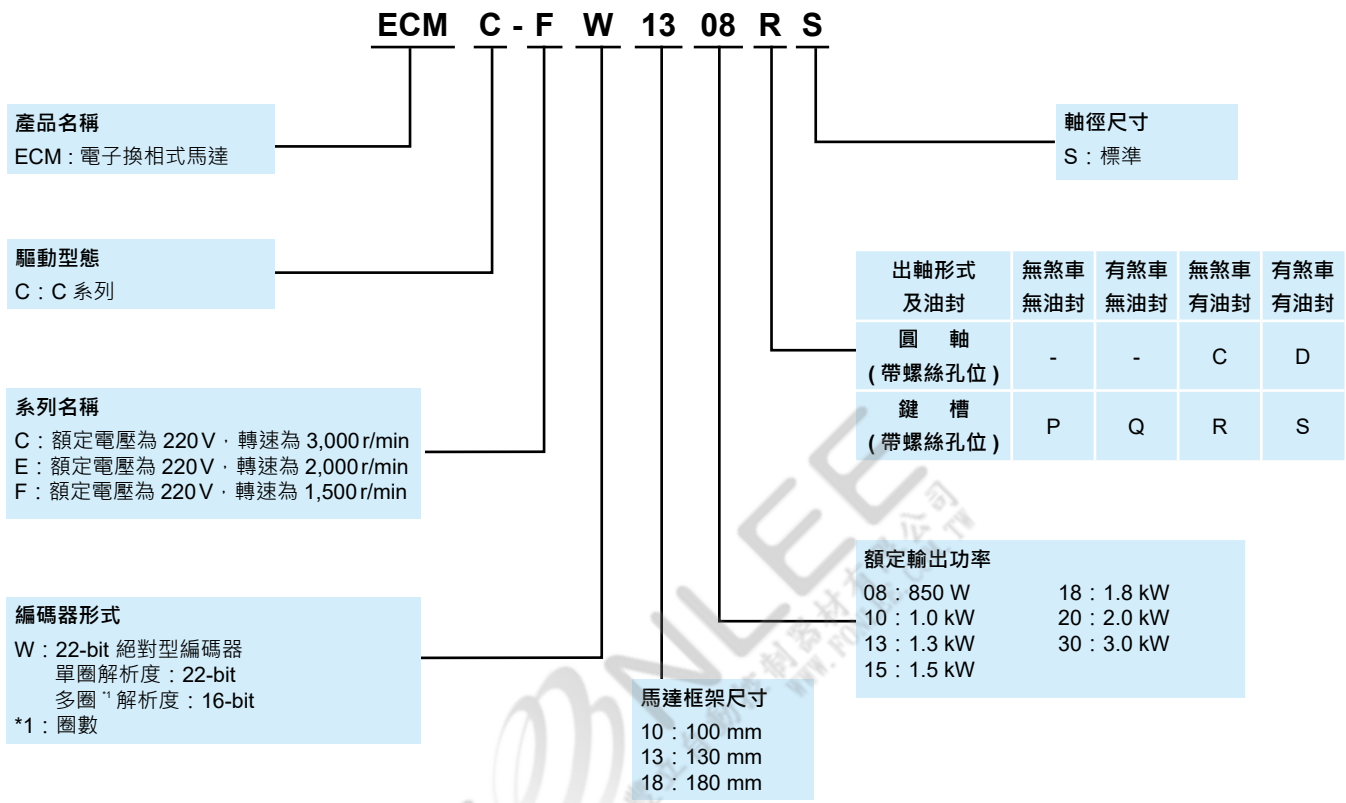 ECM C - F W 13 08 R S
產品名稱
ECM：電子換相式馬達
驅動型態
C：C 系列
系列名稱
C：額定電壓為 220V，轉速為 3,000 r/min
E：額定電壓為 220V，轉速為 2,000 r/min
F：額定電壓為 220V，轉速為 1,500 r/min
編碼器形式
W：22-bit 絕對型編碼器
單圈解析度：22-bit
多圈 *1 解析度：16-bit
*1：圈數
馬達框架尺寸
10：100 mm
13：130 mm
18：180 mm
額定輸出功率
08：850 W 18：1.8 kW
10：1.0 kW 20：2.0 kW
13：1.3 kW 30：3.0 kW
15：1.5 kW
出軸形式 無煞車 有煞車 無煞車 有煞車
及油封 無油封 無油封 有油封 有油封
圓 軸
(帶螺絲孔位) - - C D
鍵 槽
(帶螺絲孔位) P Q R S
軸徑尺寸
S：標準